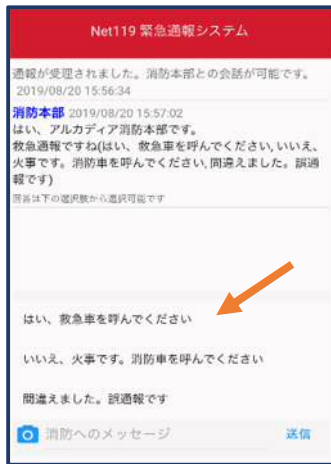 Net119 緊急通報システム
通報が受理されました。消防本部との会話が可能です。
2019/08/20 15:56:34
消防本部 2019/08/20 15:57:02
はい、アルカディア消防本部です。
救急通報ですね(はい、救急車を呼んでください,いいえ、
火事です。消防車を呼んでください,間違えました。誤通
報です)
回答は下の選択肢から選択可能です
はい、救急車を呼んでください
いいえ、火事です。消防車を呼んでください
間違えました。誤通報です
消防へのメッセージ 送信